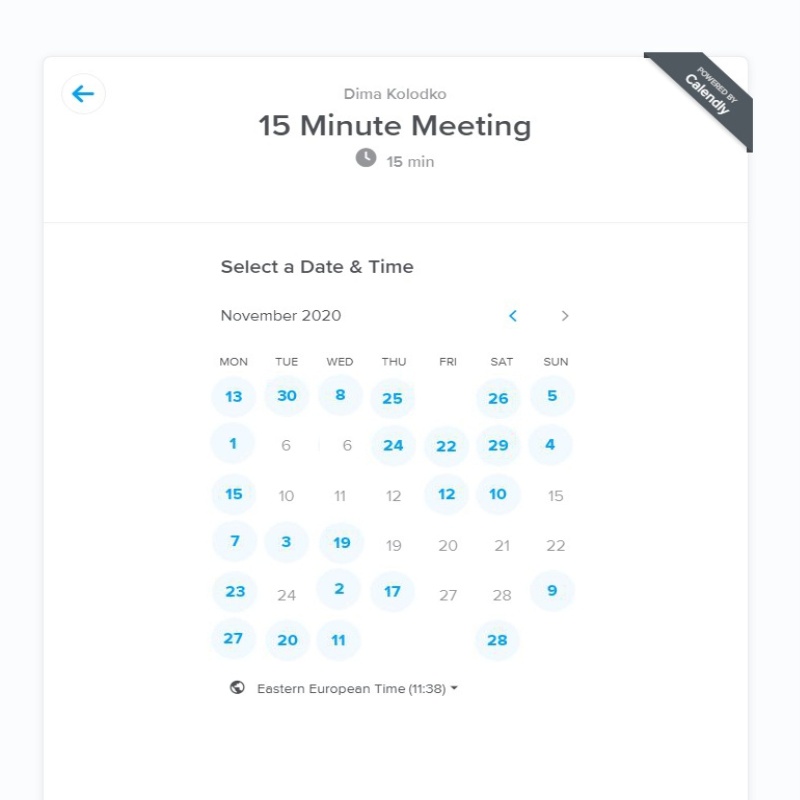 POWERED BY
Calendly
Dima Kolodko
15 Minute Meeting
15 min
Select a Date & Time
November 2020
MON TUE WED THU FRI SAT SUN
13 30 8 25 26 5
1 6 6 24 22 29 4
15 10 11 12 12 10 15
7 3 19 19 20 21 22
23 24 2 17 27 28 9
27 20 11 28
Eastern European Time (11:38)